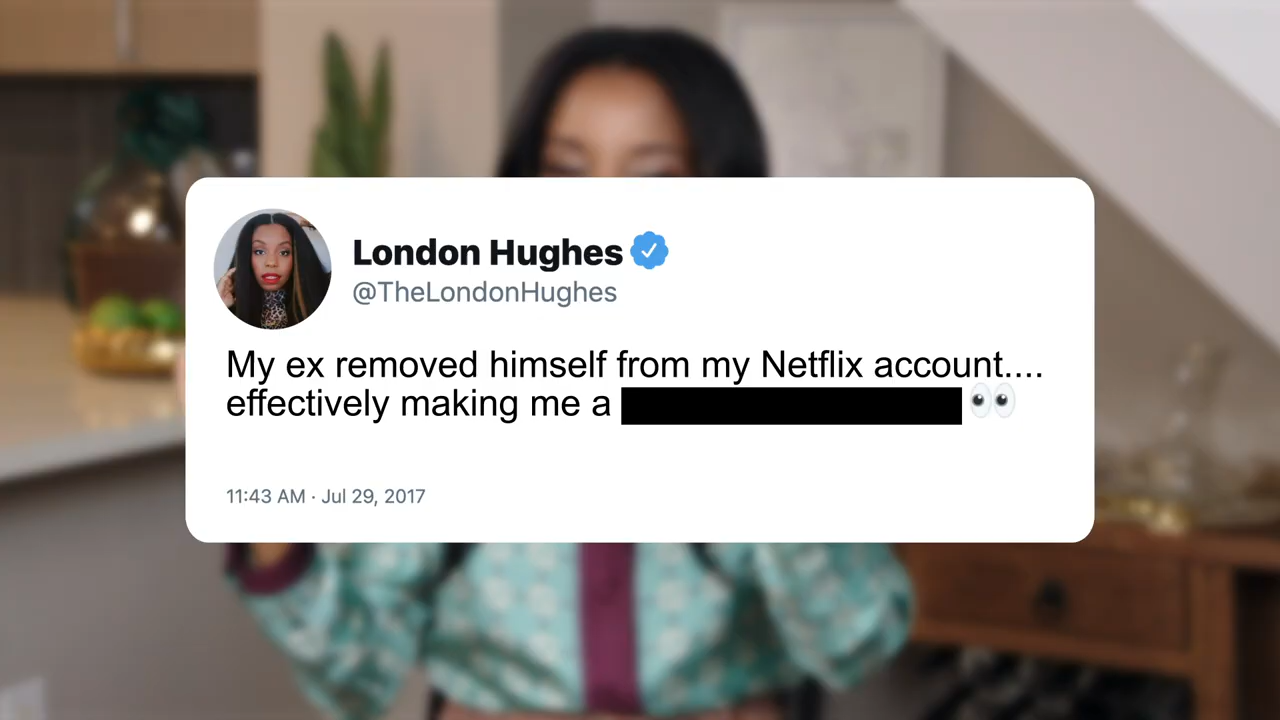 London Hughes
@TheLondonHughes
My ex removed himself from my Netflix account....
effectively making me a 👀
11:43 AM · Jul 29, 2017